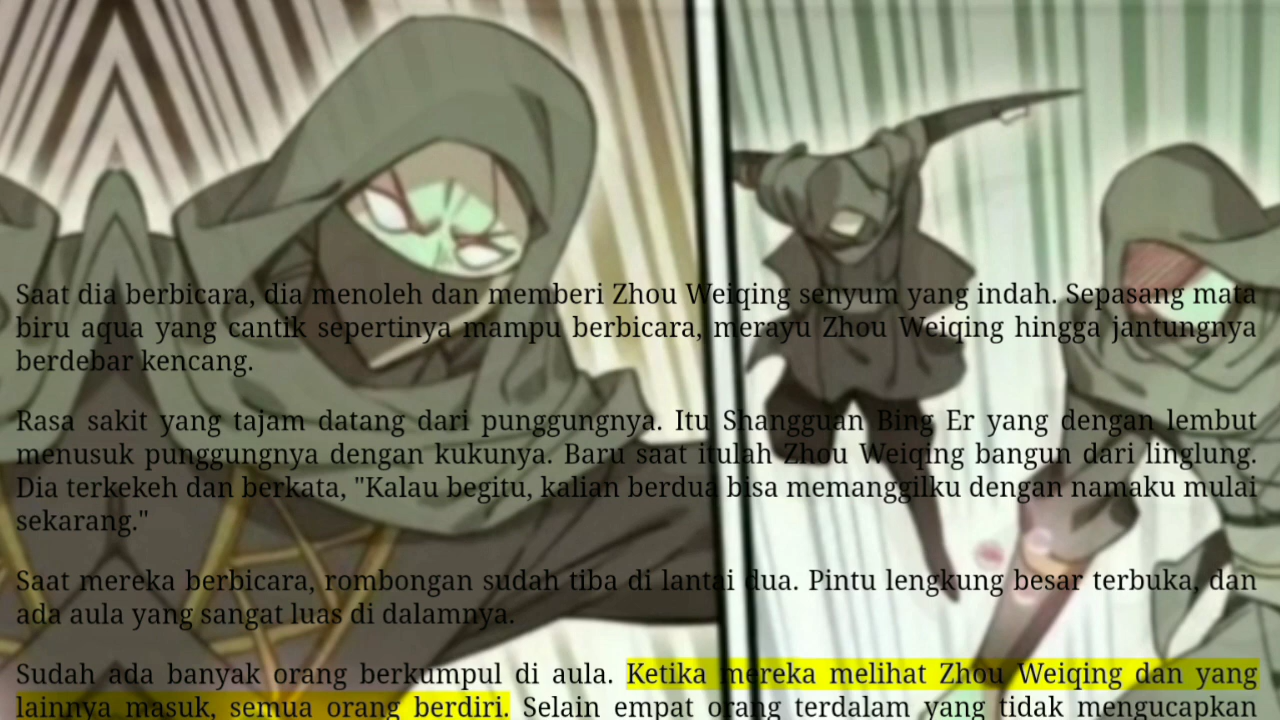 Saat dia berbicara, dia menoleh dan memberi Zhou Weiqing senyum yang indah. Sepasang mata
biru aqua yang cantik sepertinya mampu berbicara, merayu Zhou Weiqing hingga jantungnya
berdebar kencang.
Rasa sakit yang tajam datang dari punggungnya. Itu Shangguan Bing Er yang dengan lembut
menusuk punggungnya dengan kukunya. Baru saat itulah Zhou Weiqing bangun dari linglung.
Dia terkekeh dan berkata, "Kalau begitu, kalian berdua bisa memanggilku dengan namaku mulai
sekarang."
Saat mereka berbicara, rombongan sudah tiba di lantai dua. Pintu lengkung besar terbuka, dan
ada aula yang sangat luas di dalamnya.
Sudah ada banyak orang berkumpul di aula. Ketika mereka melihat Zhou Weiqing dan yang
lainnya masuk, semua orang berdiri. Selain empat orang terdalam yang tidak mengucapkan